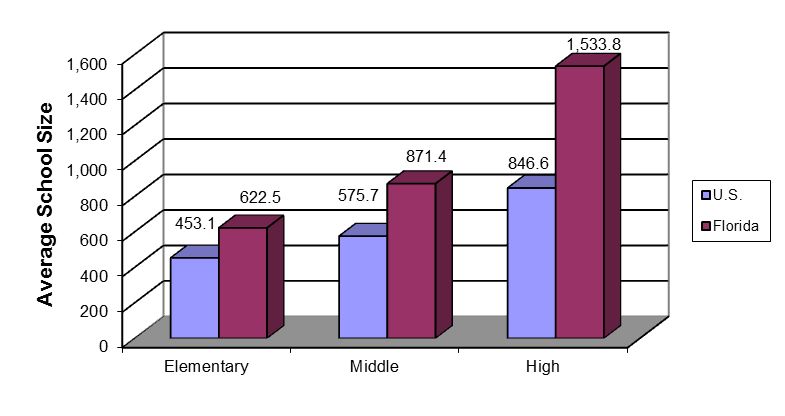 Average School Size
1,600
1,400
1,200
1,000
800
600
400
200
0
453.1
622.5
575.7
871.4
846.6
1,533.8
Elementary
Middle
High
U.S.
Florida